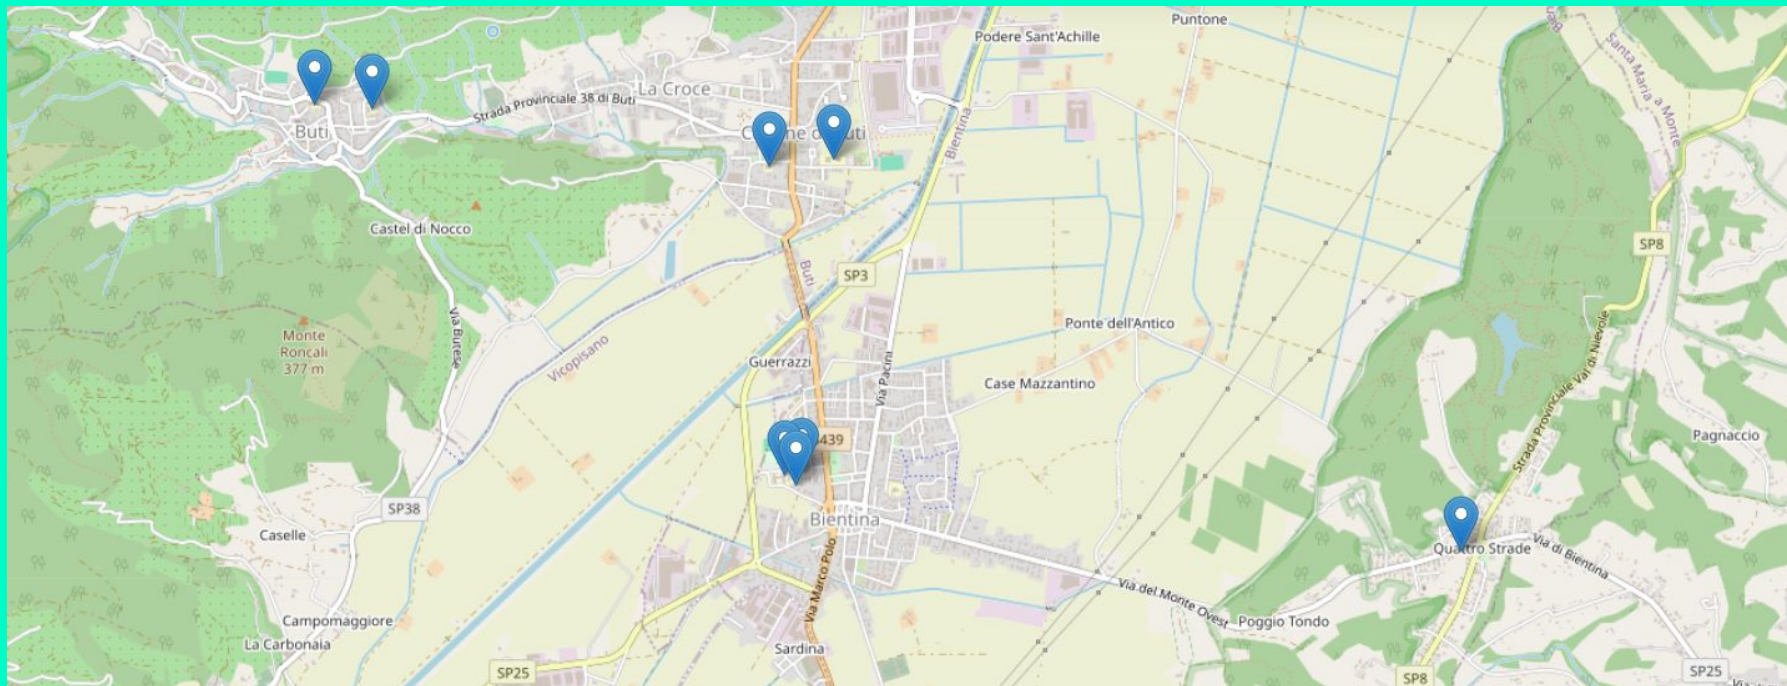 Puntone
Podere Sant'Achille
Santa Maria a Monte
La Croce
Strada Provinciale 38 di Buti
Buti
Bientina
Castel di Nocco
SP8
Buti
SP3
Via Butese
Monte
Roncali
377 m
Vicopisano
Guerrazzi
Via Pacini
Ponte dell'Antico
Case Mazzantino
Strada Provinciale Val di Nievole
Pagnaccio
439
SP38
Bientina
Caselle
Quattro Strade
Via di Bientina
Via Marco Polo
Via del Monte Ovest
Campomaggiore
Poggio Tondo
La Carbonaia
Sardina
SP25
SP8
SP25